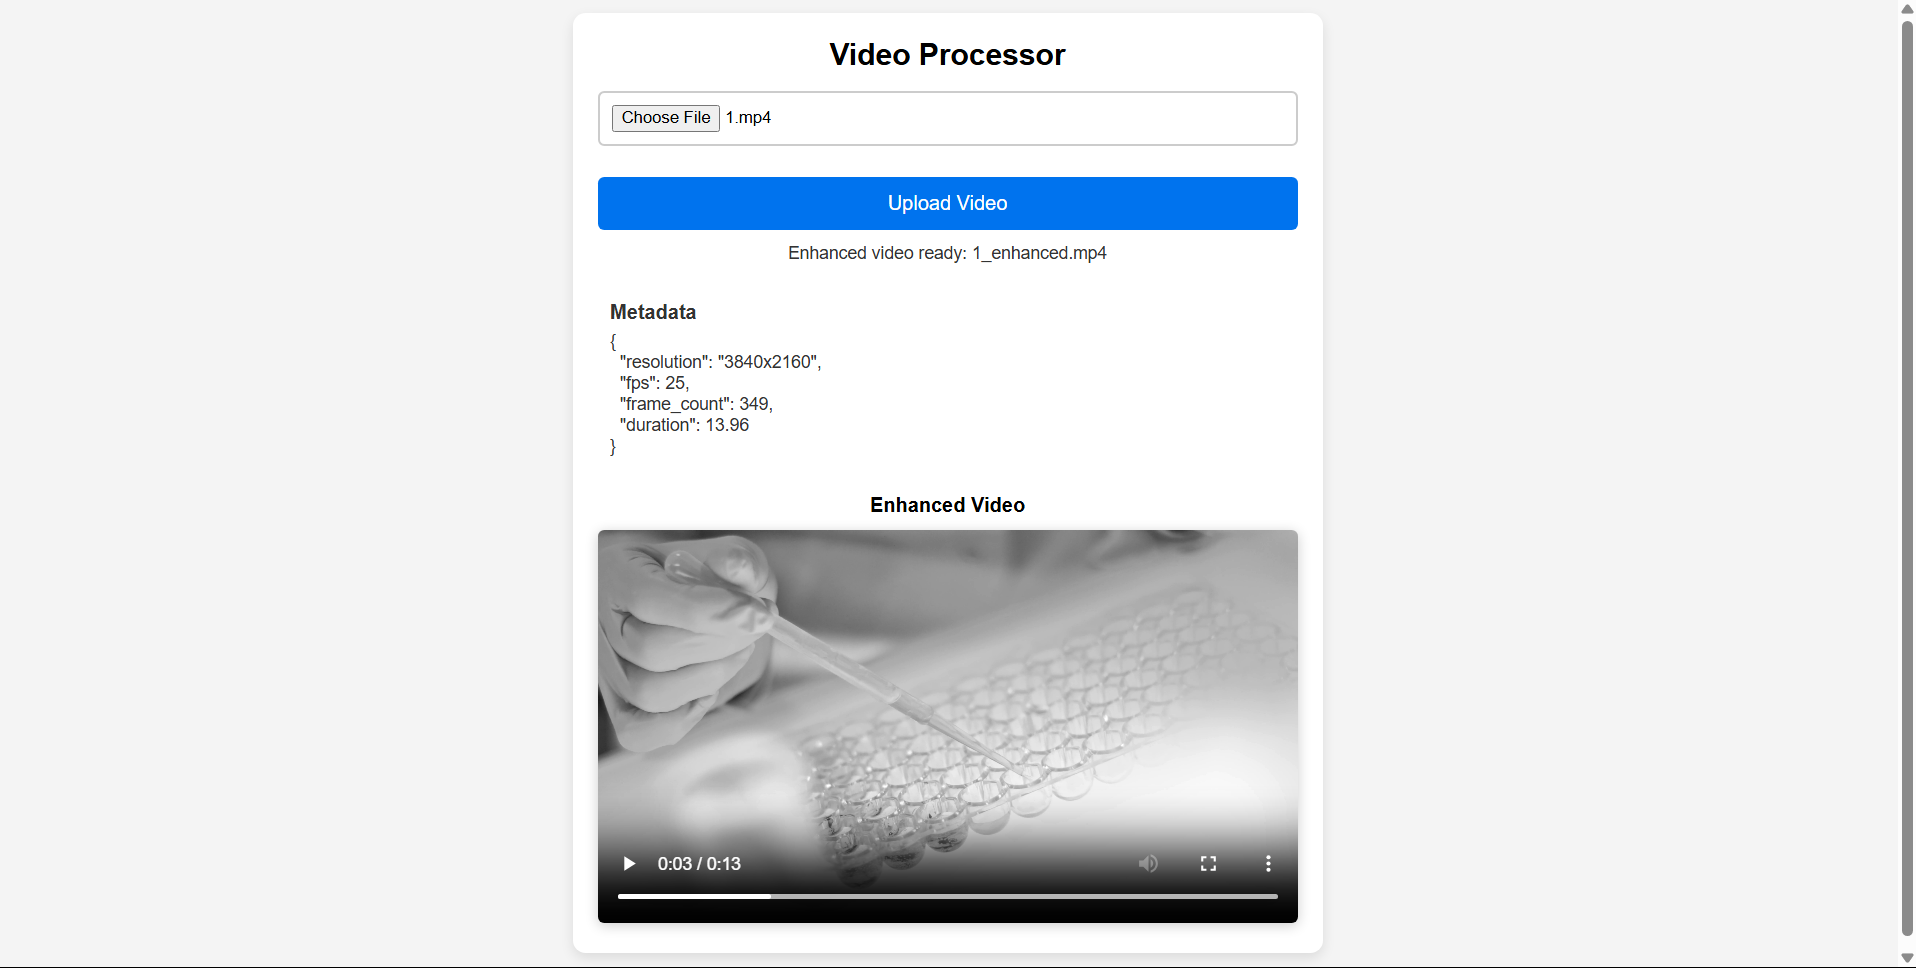 Video Processor
Choose File 1.mp4
Upload Video
Enhanced video ready: 1_enhanced.mp4
Metadata
{
"resolution": "3840x2160",
"fps": 25,
"frame_count": 349,
"duration": 13.96
}
Enhanced Video
0:03 / 0:13